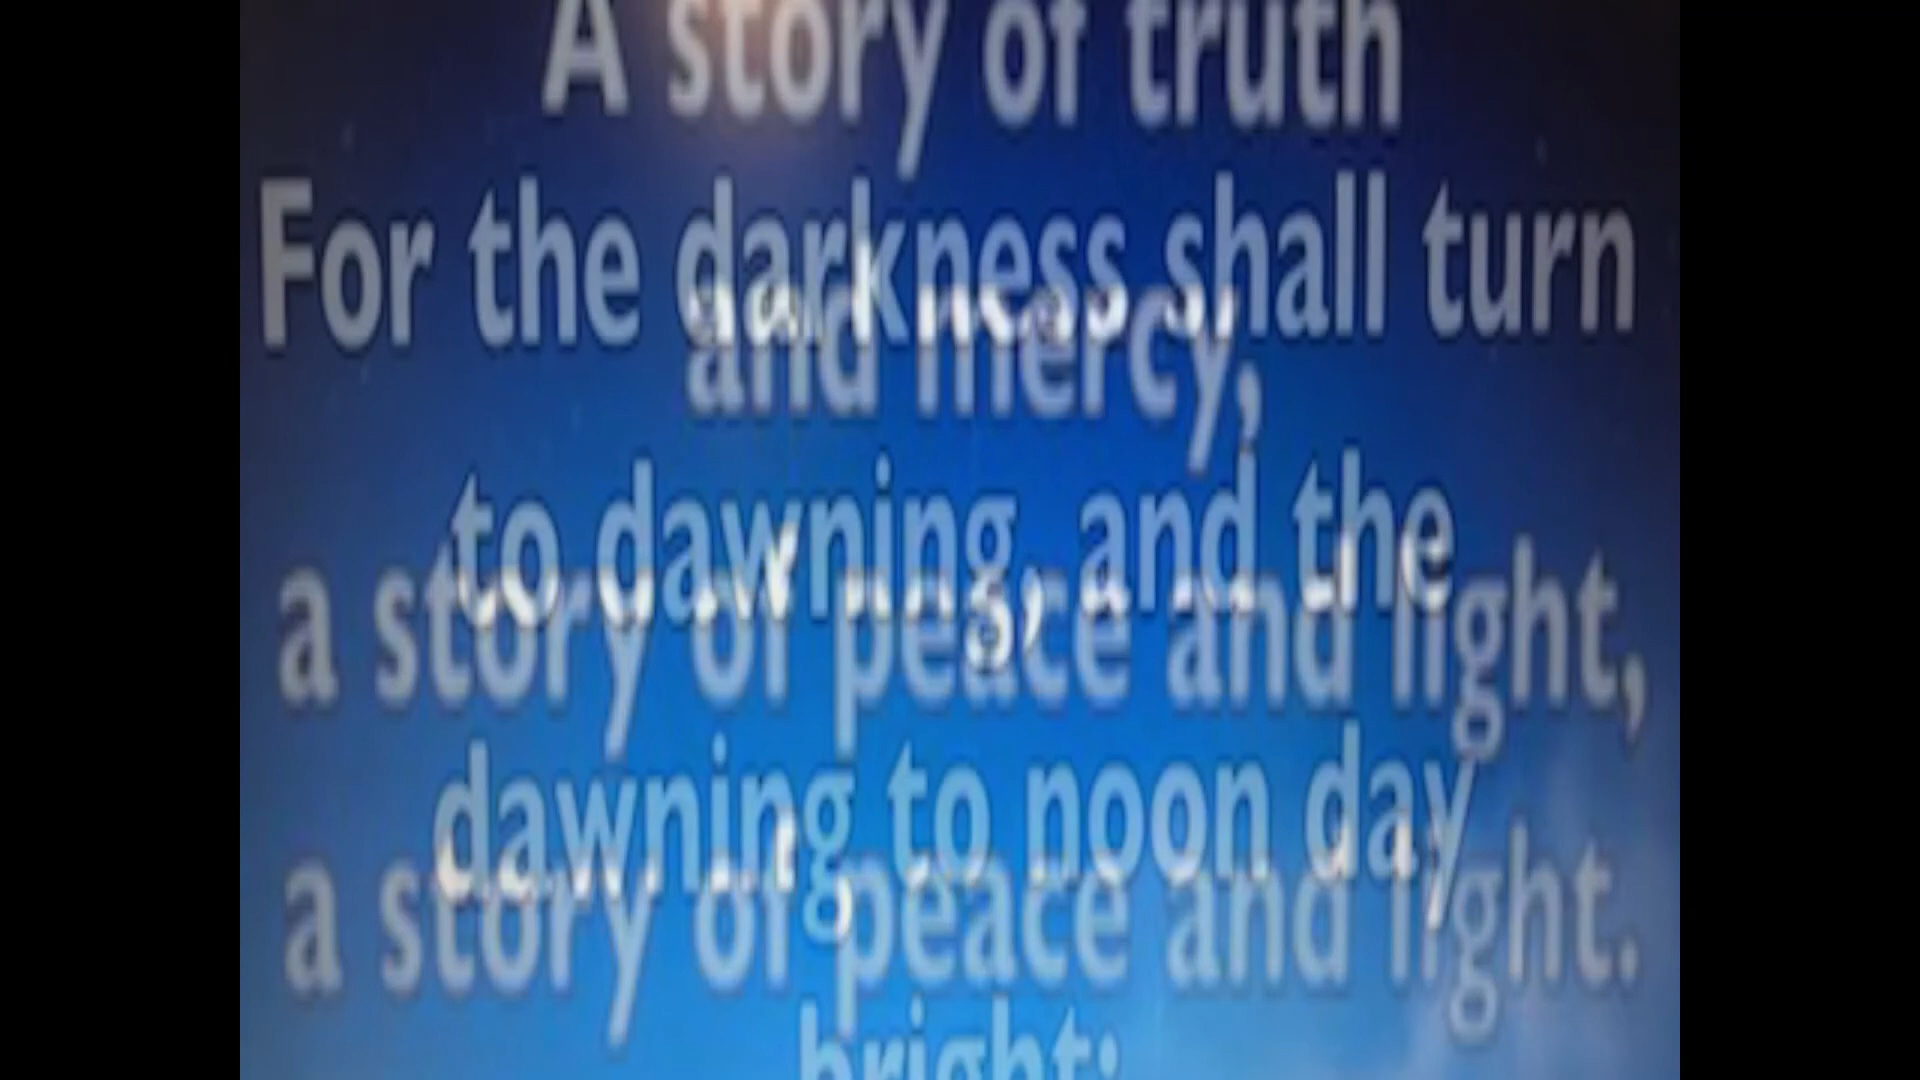 A story of truth
For the darkness shall turn
and mercy,
to dawning, and the
a story of peace and light,
dawning to noon day
a story of peace and light.
bright;